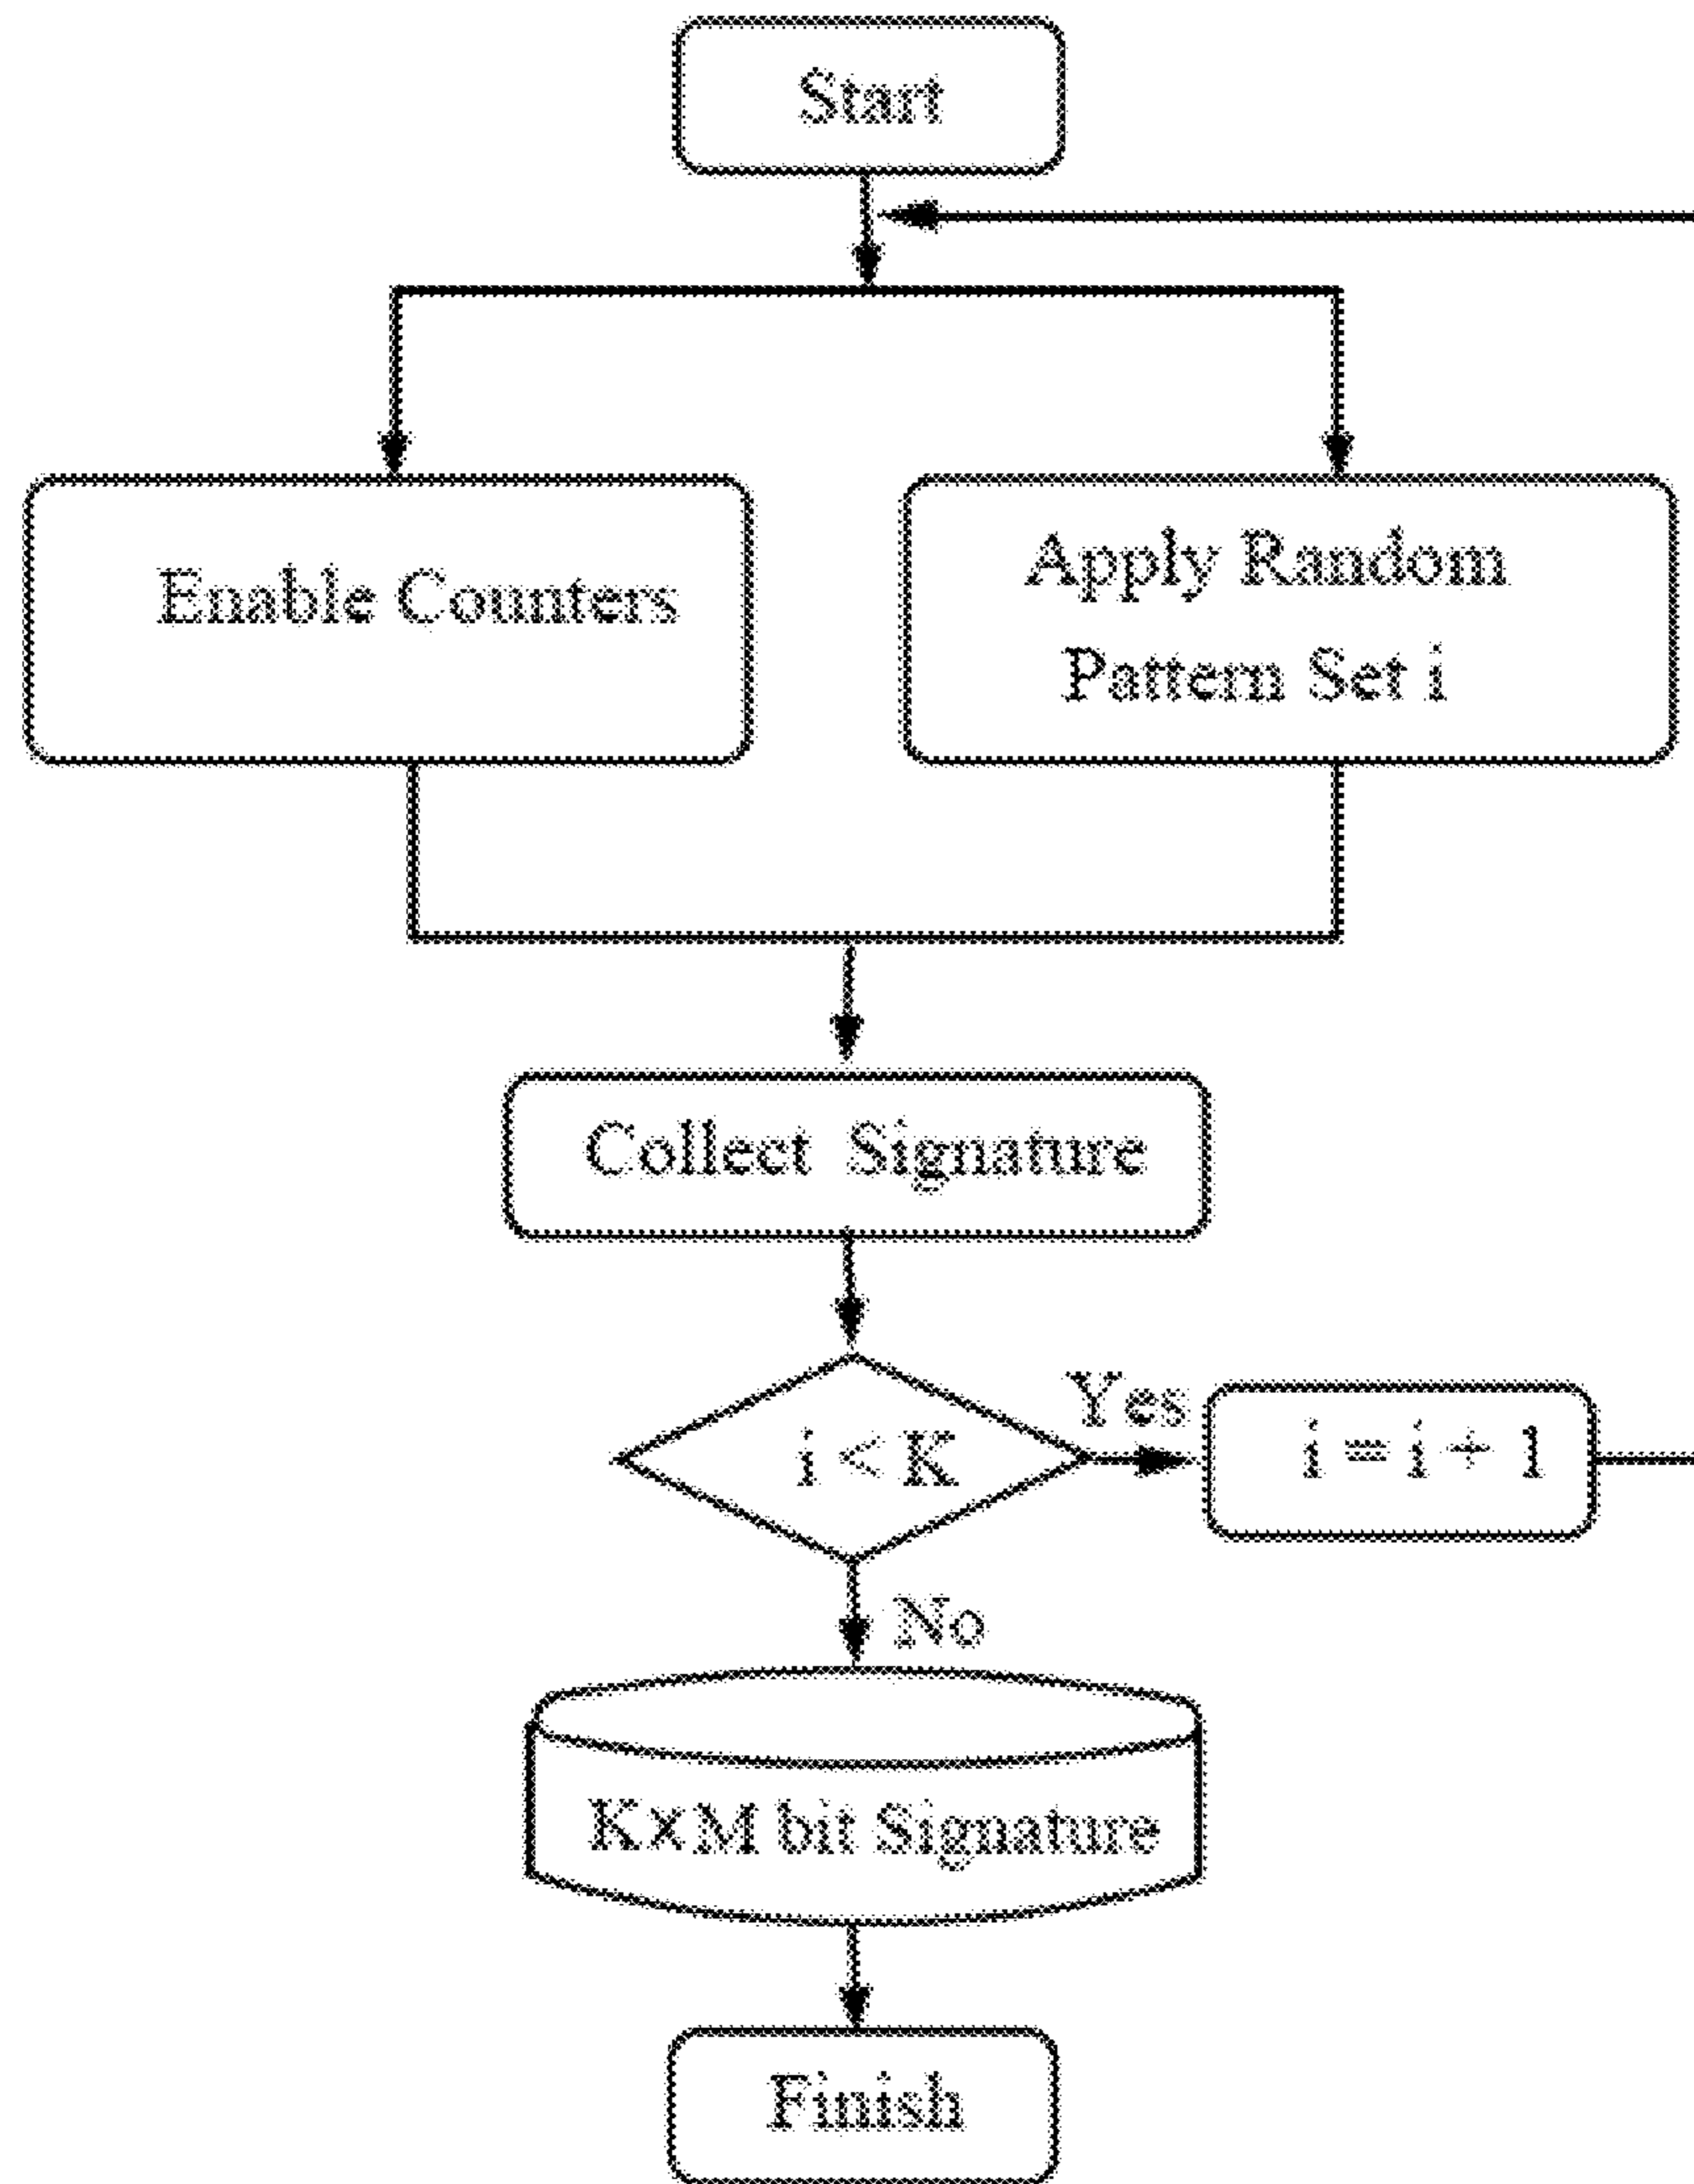 Start
Enable Counters
Apply Random
Pattern Set i
Collect Signature
i < K
Yes
i = i + 1
No
K×M bit Signature
Finish